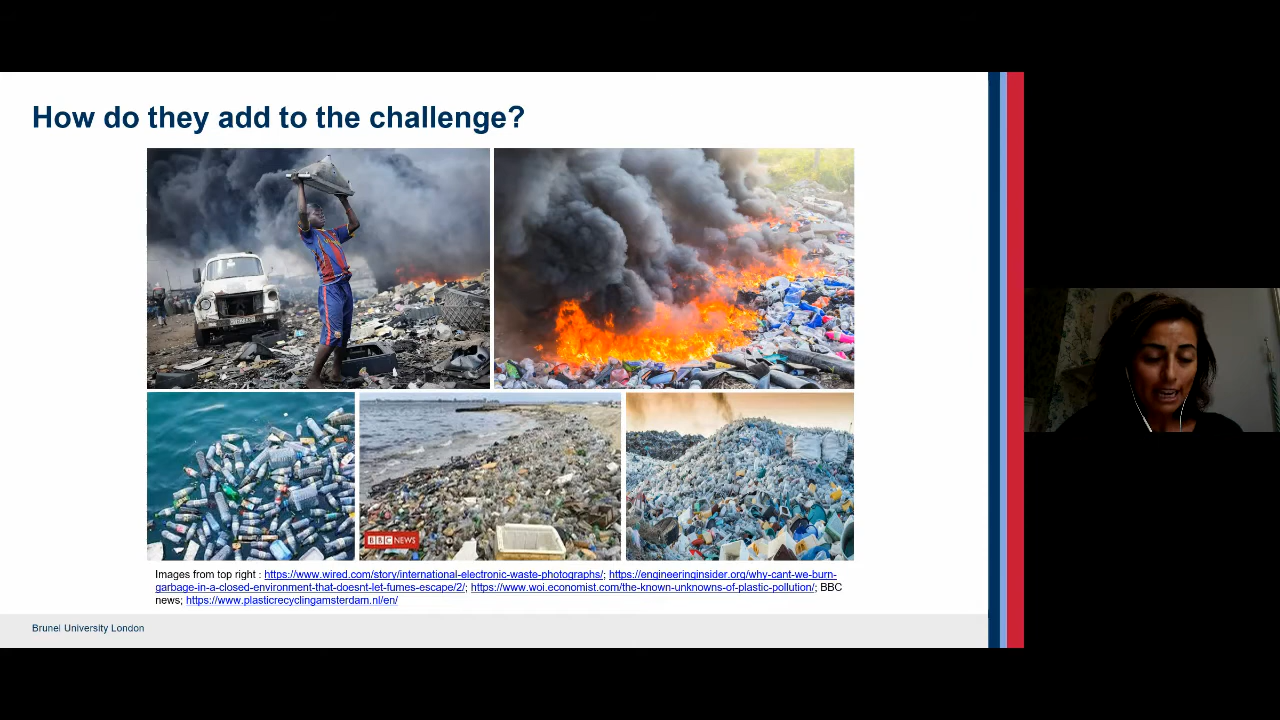 How do they add to the challenge?
BBC NEWS
Images from top right : https://www.wired.com/story/international-electronic-waste-photographs/; https://engineeringinsider.org/why-cant-we-burn-
garbage-in-a-closed-environment-that-doesnt-let-fumes-escape/2/; https://www.woi.economist.com/the-known-unknowns-of-plastic-pollution/; BBC
news; https://www.plasticrecyclingamsterdam.nl/en/
Brunel University London